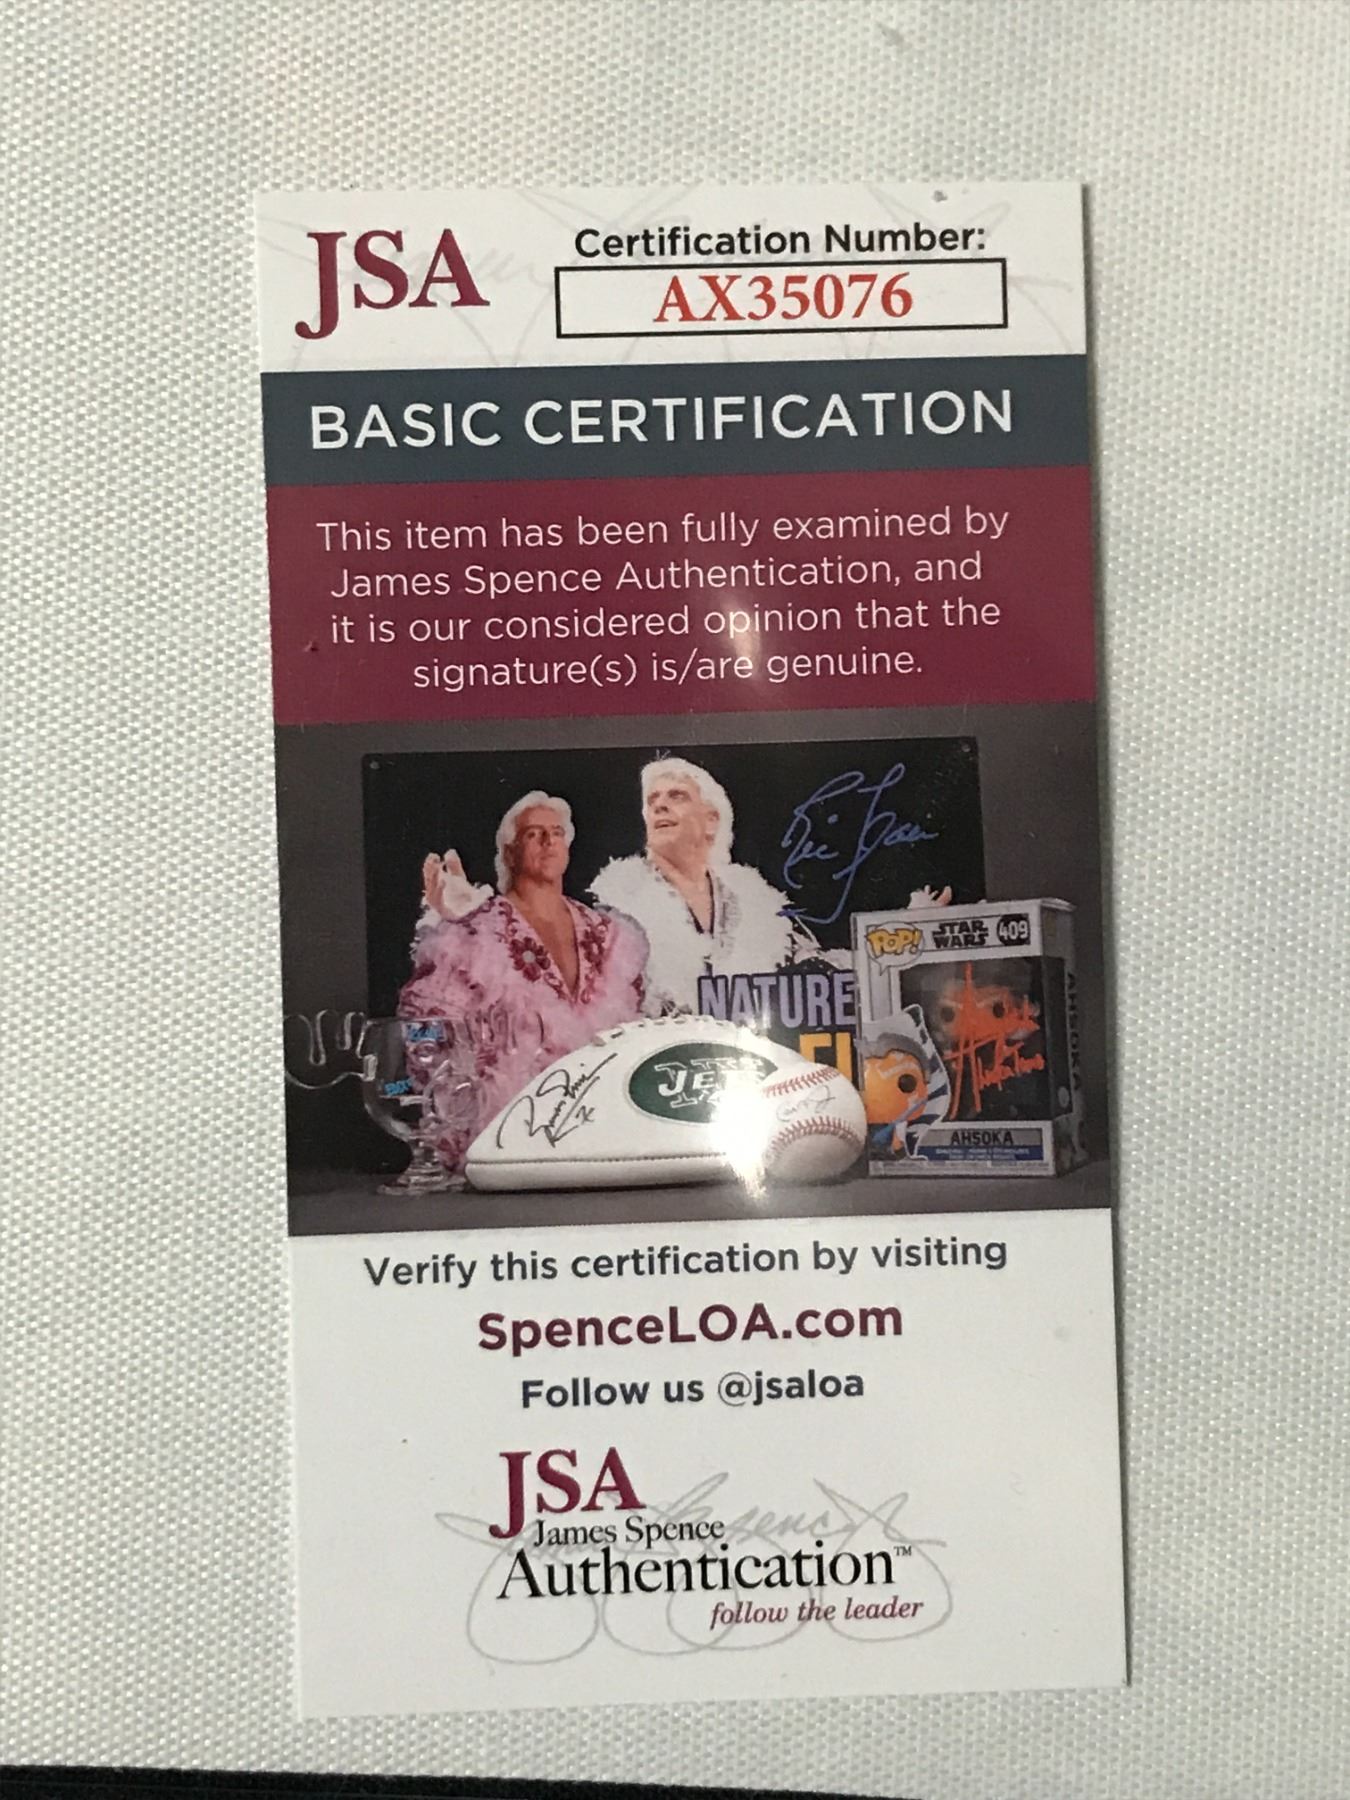 JSA
Certification Number:
AX35076
BASIC CERTIFICATION
This item has been fully examined by
James Spence Authentication, and
it is our considered opinion that the
signature(s) is/are genuine.
NATURE
POP!
STAR
WARS
409
AHSOKA
JETS
AHSOKA
Verify this certification by visiting
SpenceLOA.com
Follow us @jsaloa
JSA
James Spence
Authentication™
follow the leader